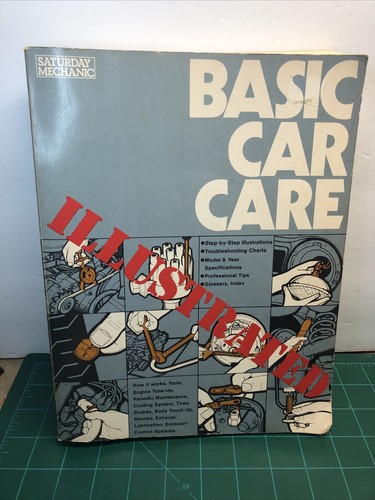 SATURDAY
MECHANIC
BASIC
CAR
CARE
ILLUSTRATED
Step-by-Step Illustrations
Troubleshooting Charts
Model & Year
Specifications
Professional Tips
Glossary, Index
How it works, Tools,
Engine Tune-Up,
Periodic Maintenance,
Cooling System, Tires,
Brakes, Body Touch-Up,
Shocks, Exhaust,
Lubrication, Emission
Control Systems.